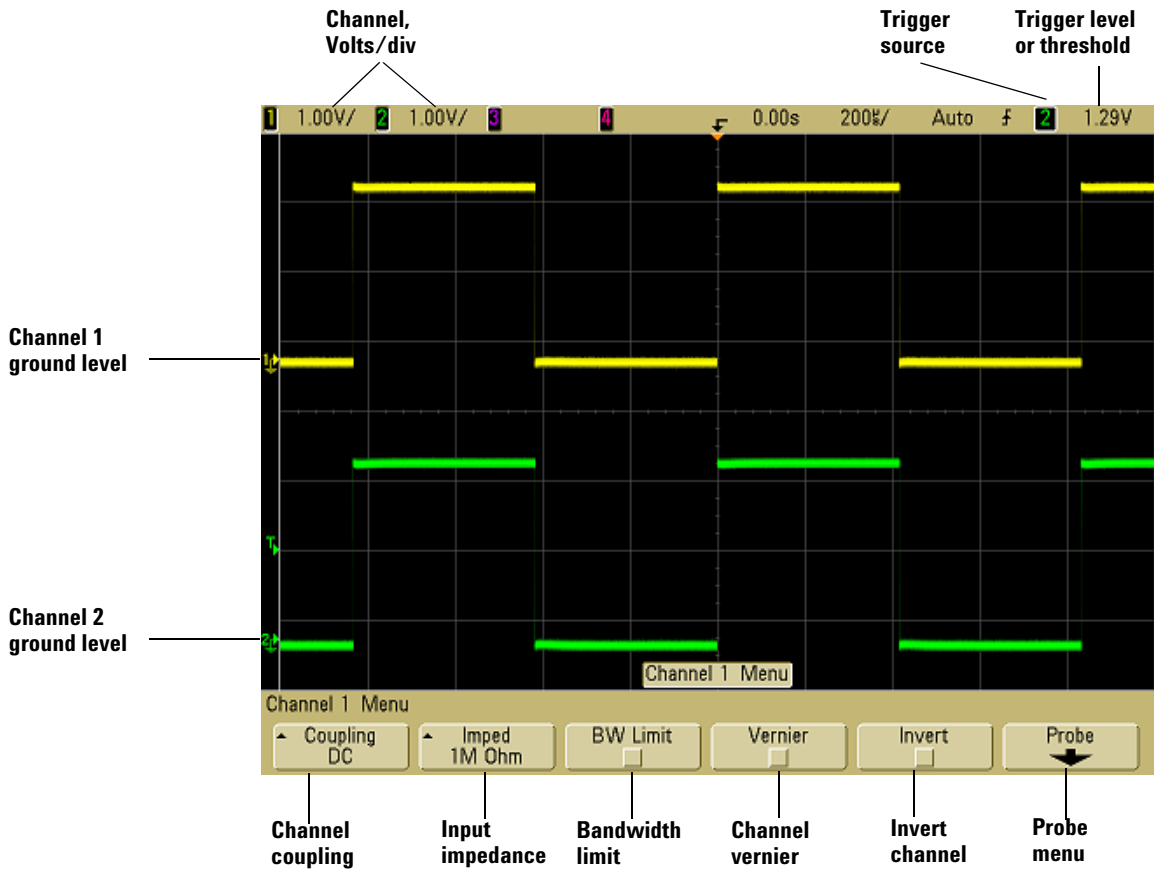 Channel,
Volts/div
Trigger
source
Trigger level
or threshold
1 1.00V/ 2 1.00V/ 3 4 0.00s 200㎲/ Auto 2 1.29V
Channel 1
ground level
1
T
Channel 2
ground level
2
Channel 1 Menu
Channel 1 Menu
Coupling
DC
Imped
1M Ohm
BW Limit
Vernier
Invert
Probe
Channel
coupling
Input
impedance
Bandwidth
limit
Channel
vernier
Invert
channel
Probe
menu